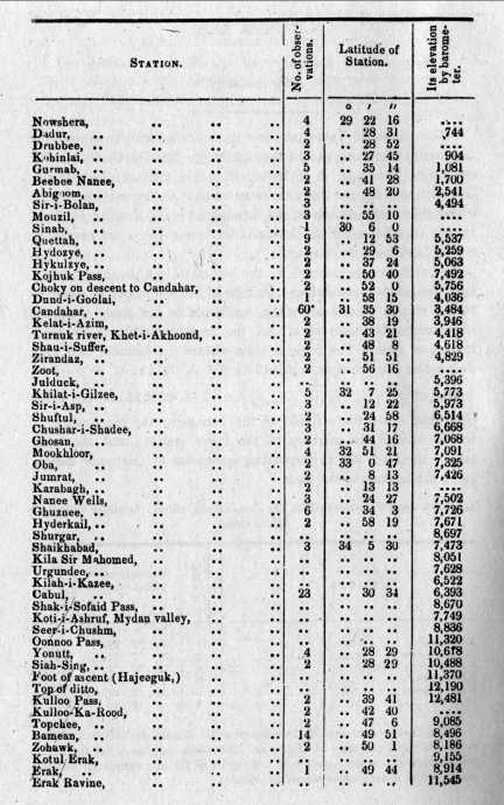 STATION. No. of obser-vations. Latitude of Station. Its elevation by barome-ter.
o , ,,
Nowshera, .. .. .. 4 29 22 16 ....
Dadur, .. .. .. .. 4 .. 28 31 ,744
Drubbee, .. .. .. .. 2 .. 28 52 ....
Kohinlai, .. .. .. 3 .. 27 45 904
Gurmab, .. .. .. .. 5 .. 35 14 1,081
Beebee Nanee, .. .. .. 2 .. 41 28 1,700
Abigoom, .. .. .. .. 2 .. 48 20 2,541
Sir-i-Bolan, .. .. .. 3 .. .. .. 4,494
Mouzil, .. .. .. .. 3 .. 55 10 ....
Sinab, .. .. .. .. 1 30 6 0 ....
Quettah, .. .. .. .. 9 .. 12 53 5,537
Hydozye, .. .. .. .. 2 .. 29 6 5,259
Hykulzye, .. .. .. .. 2 .. 37 24 5,063
Kojhuk Pass, .. .. .. 2 .. 50 40 7,492
Choky on descent to Candahar, .. .. 2 .. 52 0 5,756
Dund-i-Goolai, .. .. .. 1 .. 58 15 4,036
Candahar, .. .. .. .. 60* 31 35 30 3,484
Kelat-i-Azim, .. .. .. 2 .. 38 19 3,946
Turnuk river, Khet-i-Akhoond, .. .. 2 .. 43 21 4,418
Shau-i-Suffer, .. .. .. 2 .. 48 8 4,618
Zirandaz, .. .. .. .. 2 .. 51 51 4,829
Zoot, .. .. .. .. 2 .. 56 16 ....
Julduck, .. .. .. .. .. .. .. 5,396
Khilat-i-Gilzee, .. .. .. 5 32 7 25 5,773
Sir-i-Asp, .. .. .. .. 3 .. 12 22 5,973
Shuftul, .. .. .. .. 2 .. 24 58 6,514
Chushar-i-Shadee, .. .. .. 3 .. 31 17 6,668
Ghosan, .. .. .. .. 2 .. 44 16 7,068
Mookhloor, .. .. .. 4 32 51 21 7,091
Oba, .. .. .. .. 2 33 0 47 7,325
Jumrat, .. .. .. .. 2 .. 8 13 7,426
Karabagh, .. .. .. .. 2 .. 11 13 ....
Nanee Wells, .. .. .. 3 .. 24 27 7,502
Ghuznee, .. .. .. .. 3 .. 34 3 7,726
Hyderkail, .. .. .. .. 2 .. 58 19 7,671
Shurgar, .. .. .. .. .. .. .. 8,697
Shaikhabad, .. .. .. 3 34 5 30 7,473
Kila Sir Mahomed, .. .. .. .. .. .. .. 8,051
Urgundee, .. .. .. .. .. .. .. .. 7,628
Kilah-i-Kazee, .. .. .. .. .. .. .. 6,522
Cabul, .. .. .. .. 23 .. 30 34 6,393
Shak-i-Sofaid Pass, .. .. .. .. .. .. .. 8,670
Koti-i-Ashruf, Mydan valley, .. .. .. .. .. .. 7,749
Seer-i-Chushm, .. .. .. .. .. .. .. 8,836
Oonnoo Pass, .. .. .. .. .. .. .. 11,320
Yonutt, .. .. .. .. 4 .. 28 29 10,618
Siah-Sing, .. .. .. .. 2 .. 28 29 10,488
Foot of ascent (Hajeeguk,) .. .. .. .. .. .. 11,370
Top of ditto, .. .. .. .. .. .. .. 12,190
Kulloo Pass, .. .. .. 2 .. 39 41 12,481
Kulloo-Ka-Rood, .. .. .. 2 .. 42 40 ....
Topchee, .. .. .. .. 2 .. 47 6 9,085
Bamean, .. .. .. .. 14 .. 49 51 8,496
Zohawk, .. .. .. .. 2 .. 50 1 8,186
Kotul Erak, .. .. .. .. .. .. .. 9,155
Erak, .. .. .. .. 1 .. 49 44 8,914
Erak Ravine, .. .. .. .. .. .. .. 11,545